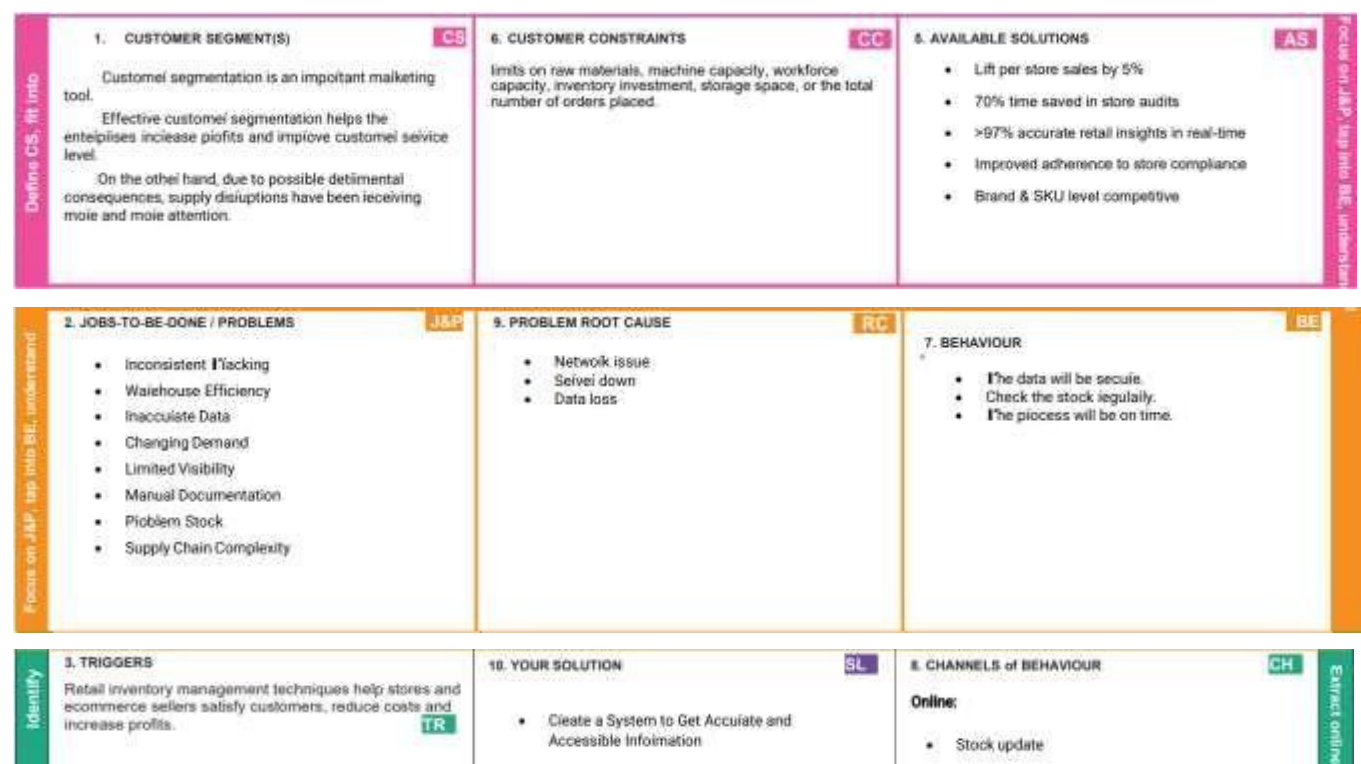 Define CS, fit into
1. CUSTOMER SEGMENT(S)
CS
Customei segmentation is an impoitant maiketing
tool.
Effective customei segmentation helps the
enteipiises inciease piofits and impiove customei seivice
level.
On the othei hand, due to possible detiimental
consequences, supply disiuptions have been ieceiving
moie and moie attention.
6. CUSTOMER CONSTRAINTS
CC
limits on raw materials, machine capacity, workforce
capacity, inventory investment, storage space, or the total
number of orders placed.
5. AVAILABLE SOLUTIONS
AS
• Lift per store sales by 5%
• 70% time saved in store audits
• >97% accurate retail insights in real-time
• Improved adherence to store compliance
• Brand & SKU level competitive
Focus on J&P, tap into BE, understan
Focus on J&P, tap into BE, understand
2. JOBS-TO-BE-DONE / PROBLEMS
J&P
• Inconsistent Tiacking
• Waiehouse Efficiency
• Inaccuiate Data
• Changing Demand
• Limited Visibility
• Manual Documentation
• Pioblem Stock
• Supply Chain Complexity
9. PROBLEM ROOT CAUSE
RC
• Netwoik issue
• Seivei down
• Data loss
BE
7. BEHAVIOUR
• The data will be secuie.
• Check the stock iegulaily.
• The piocess will be on time.
Identify
3. TRIGGERS
Retail inventory management techniques help stores and
ecommerce sellers satisfy customers, reduce costs and
increase profits.
TR
10. YOUR SOLUTION
SL
• Cieate a System to Get Accuiate and
Accessible Infoimation
8. CHANNELS of BEHAVIOUR
CH
Online:
• Stock update
Extract online